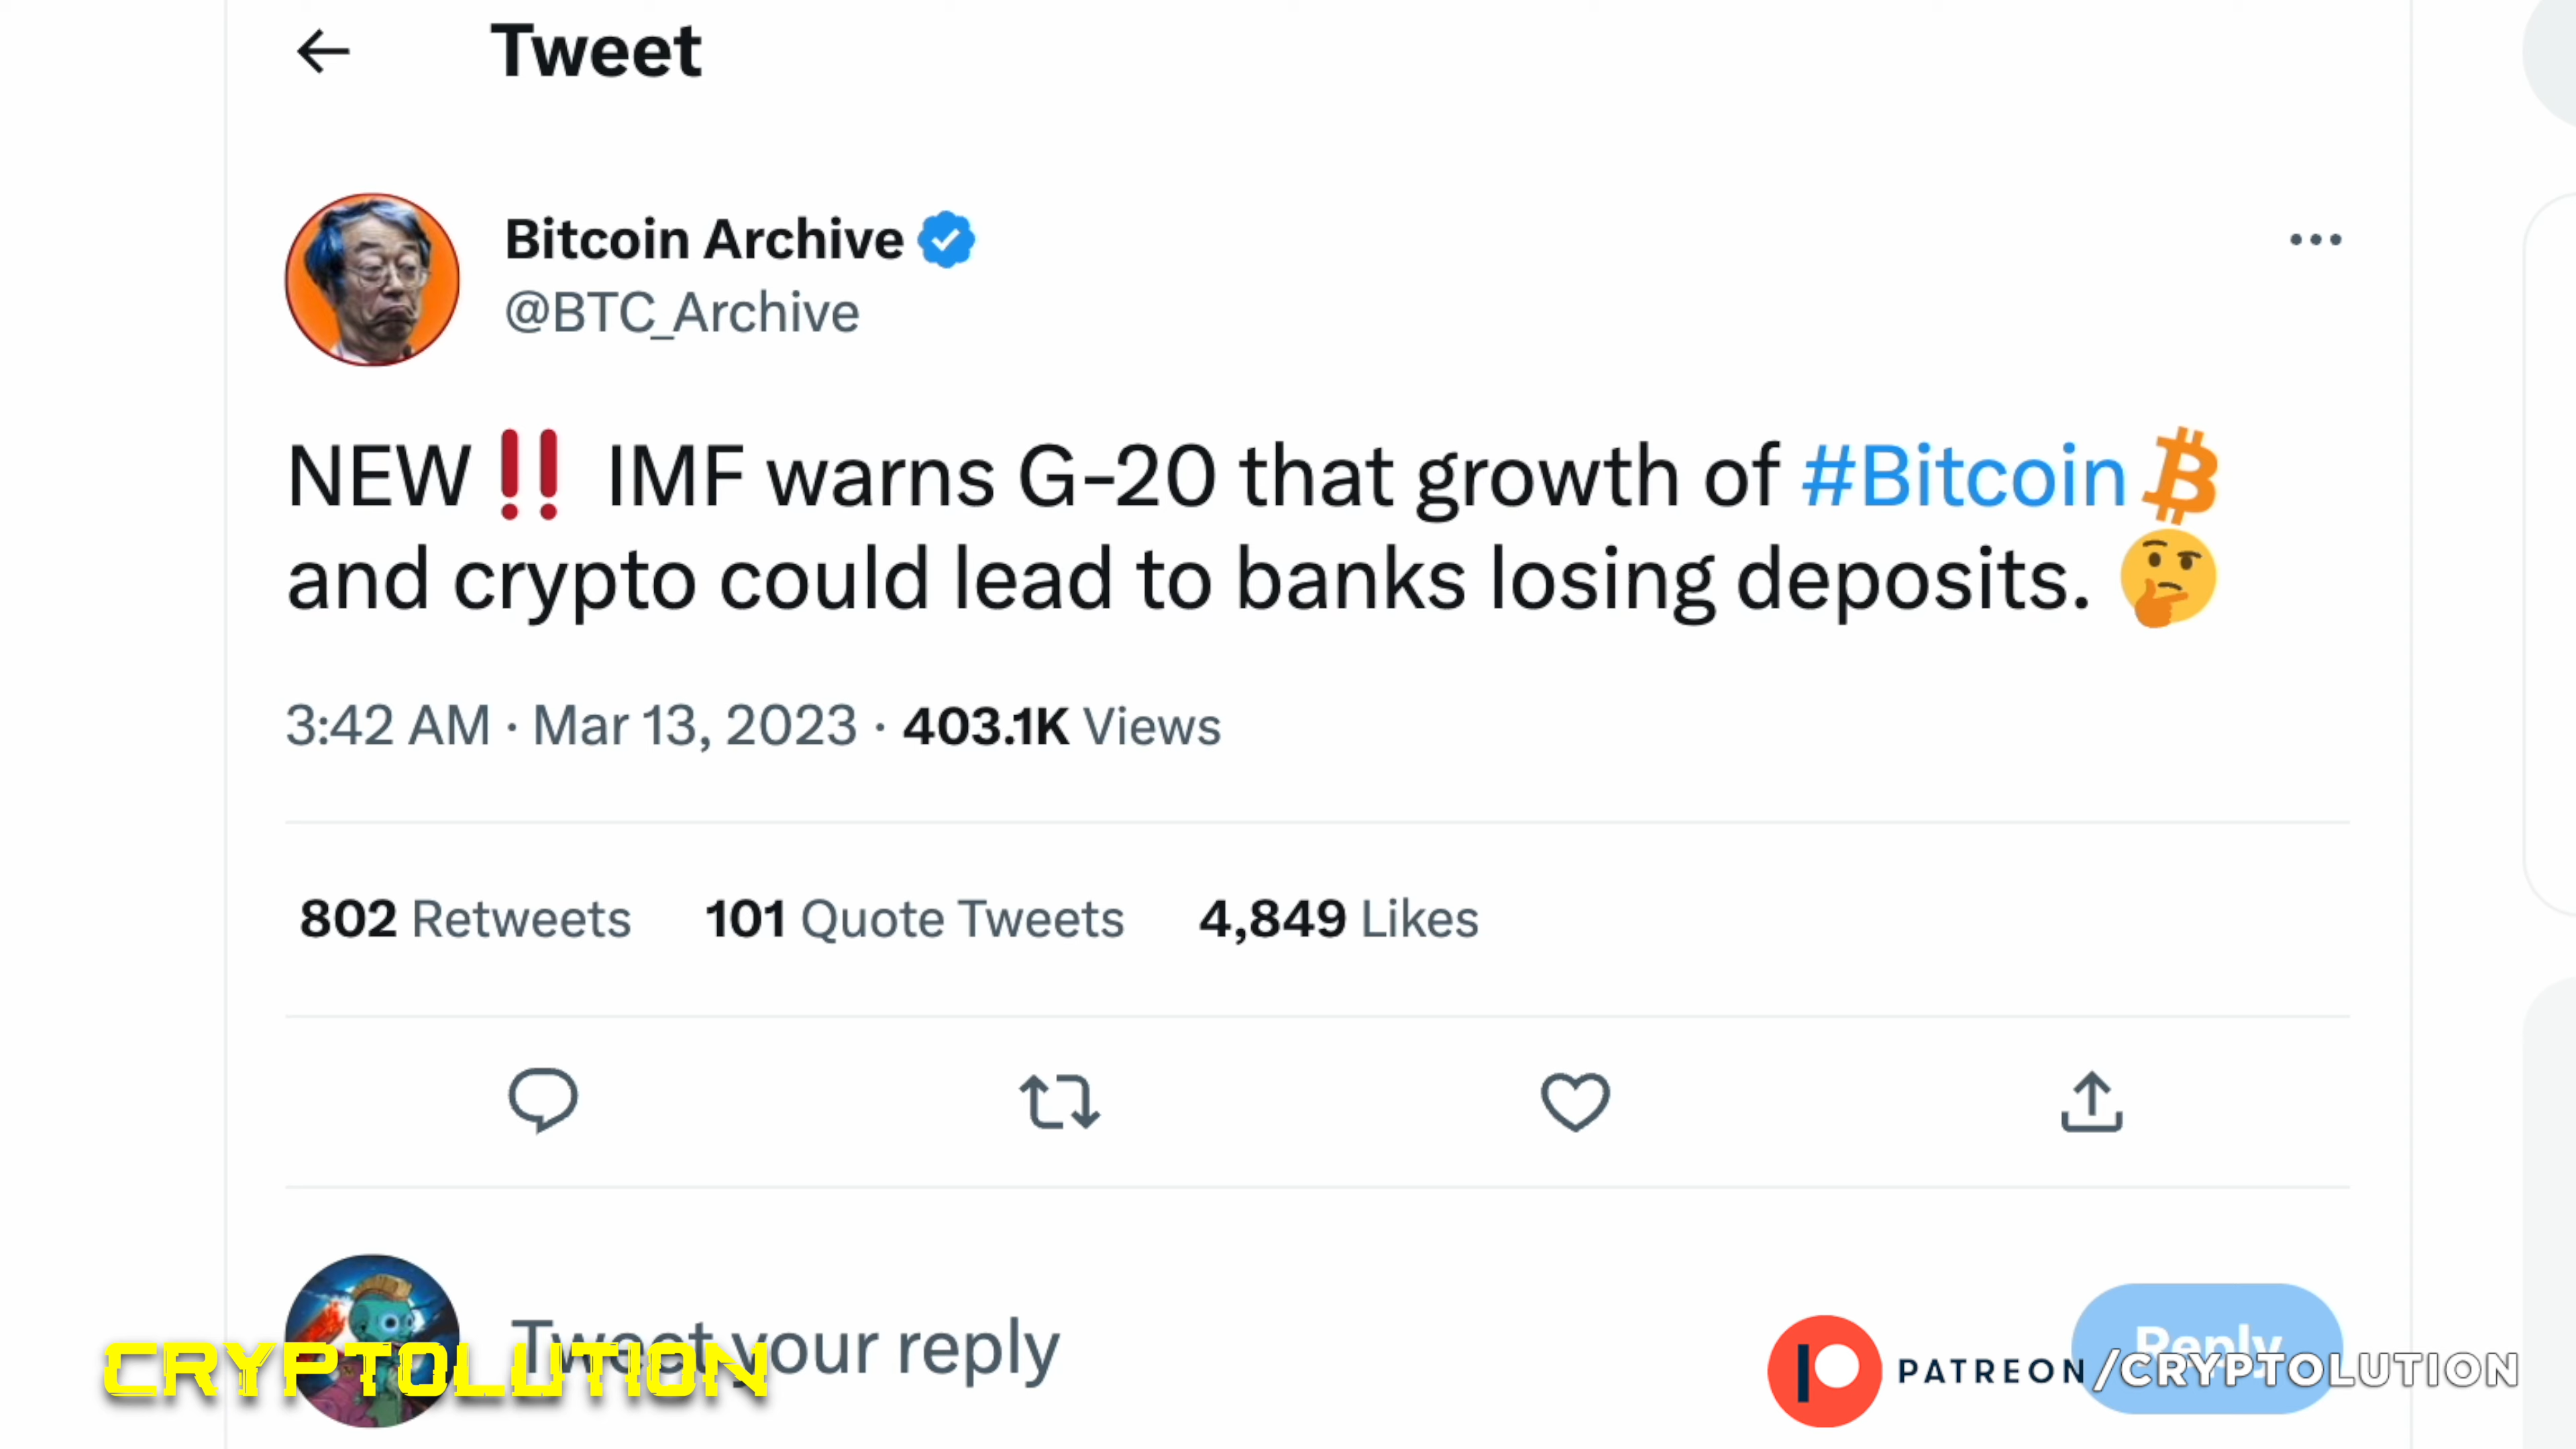 Tweet
Bitcoin Archive
@BTC_Archive
NEW‼️ IMF warns G-20 that growth of #Bitcoin
and crypto could lead to banks losing deposits. 🤔
3:42 AM · Mar 13, 2023 · 403.1K Views
802 Retweets 101 Quote Tweets 4,849 Likes
Tweet your reply
Reply
CRYPTOLUTION
PATREON/CRYPTOLUTION